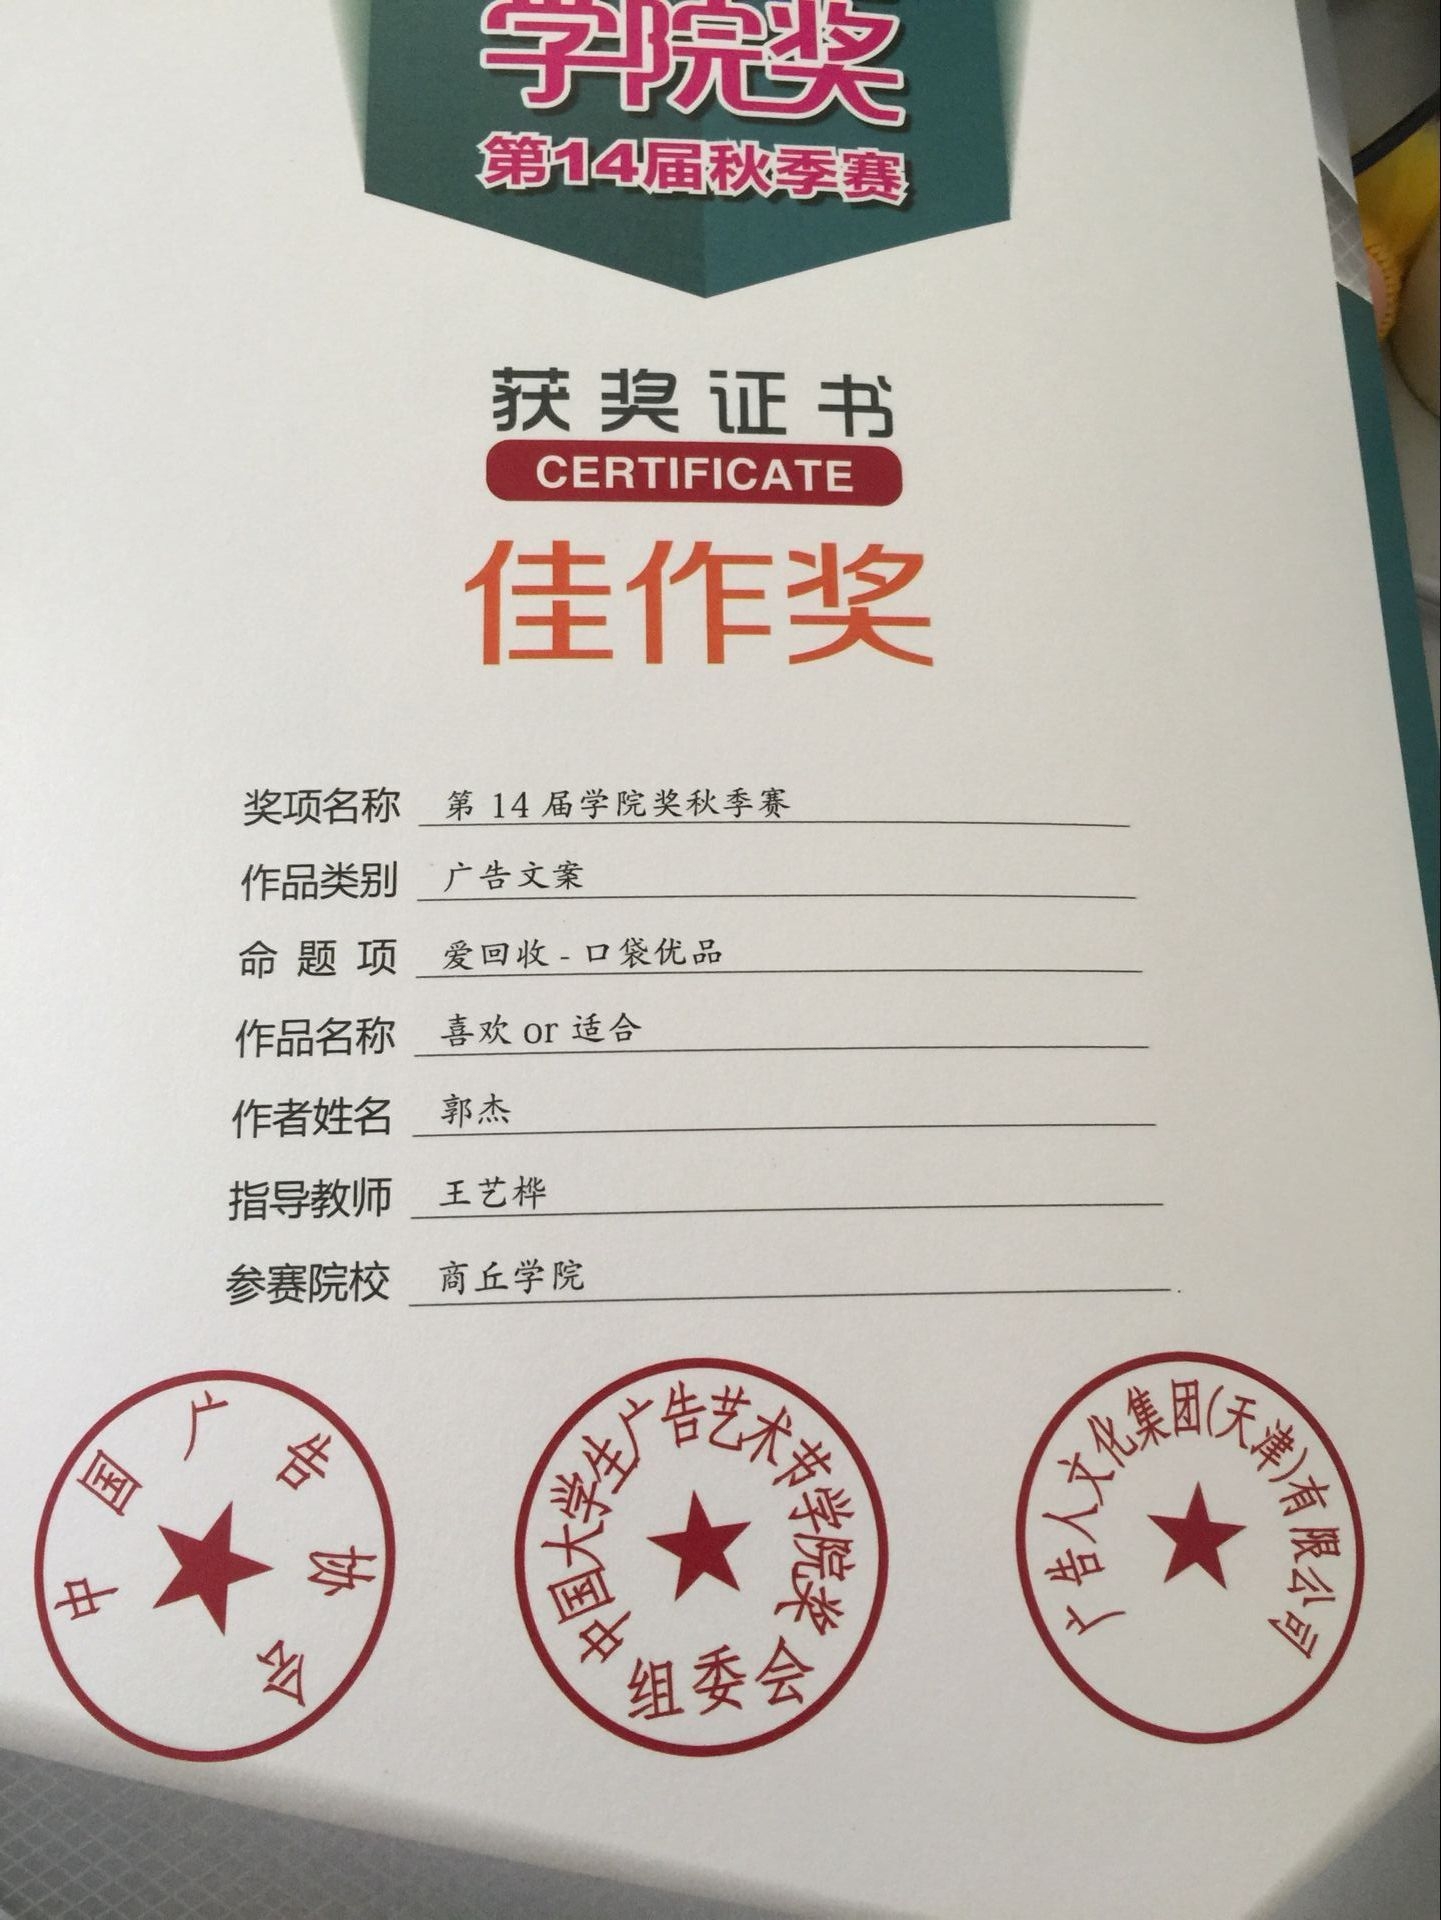 学院奖
第14届秋季赛
获奖证书
CERTIFICATE
佳作奖
奖项名称 第 14 届学院奖秋季赛
作品类别 广告文案
命题项 爱回收 - 口袋优品
作品名称 喜欢 or 适合
作者姓名 郭杰
指导教师 王艺桦
参赛院校 商丘学院
中国广告协会
中国大学生广告艺术节学院奖
组委会
广告人文化集团(天津)有限公司